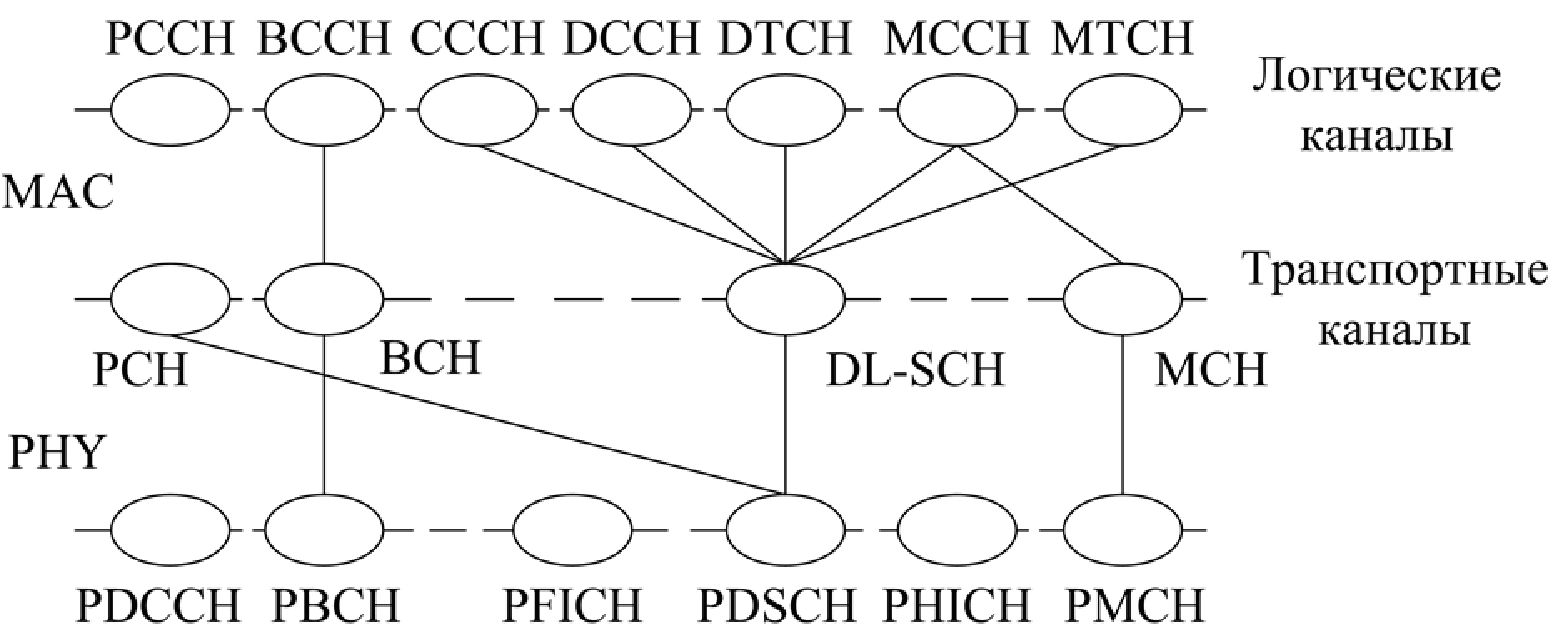 PCCH BCCH CCCH DCCH DTCH MCCH MTCH
Логические
каналы
MAC
Транспортные
каналы
PCH
BCH
DL-SCH
MCH
PHY
PDCCH PBCH PFICH PDSCH PHICH PMCH